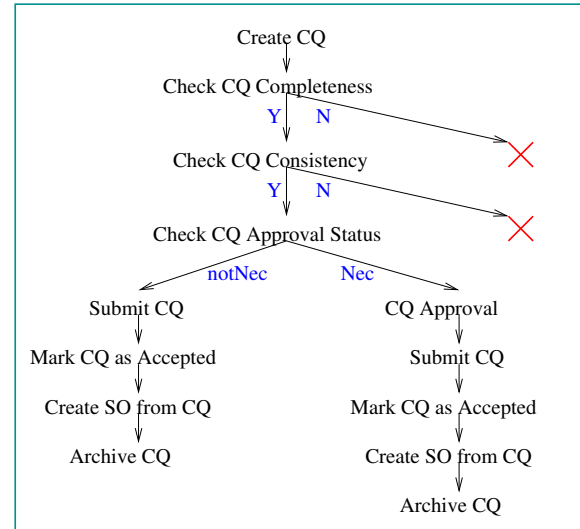 Create CQ
Check CQ Completeness
Y N
Check CQ Consistency
Y N
Check CQ Approval Status
notNec Nec
Submit CQ CQ Approval
Mark CQ as Accepted Submit CQ
Create SO from CQ Mark CQ as Accepted
Archive CQ Create SO from CQ
Archive CQ